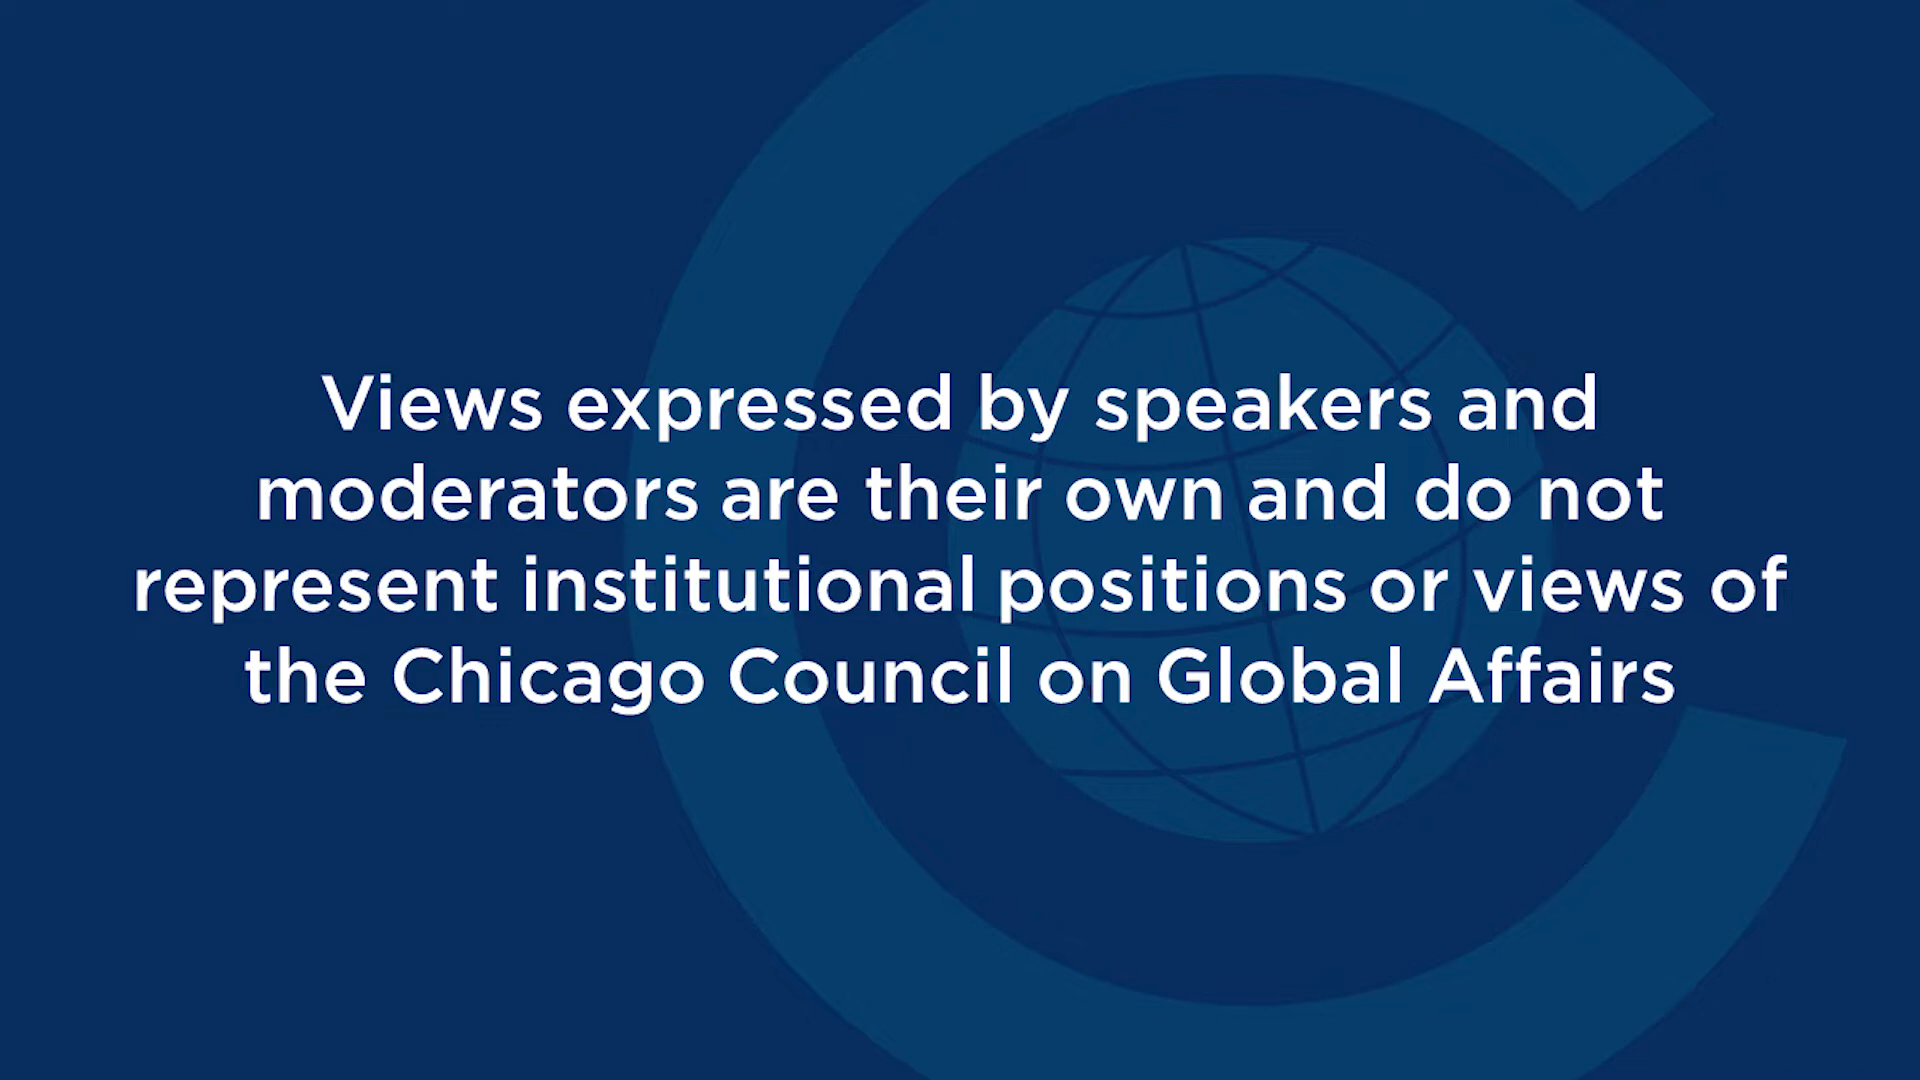 Views expressed by speakers and
moderators are their own and do not
represent institutional positions or views of
the Chicago Council on Global Affairs